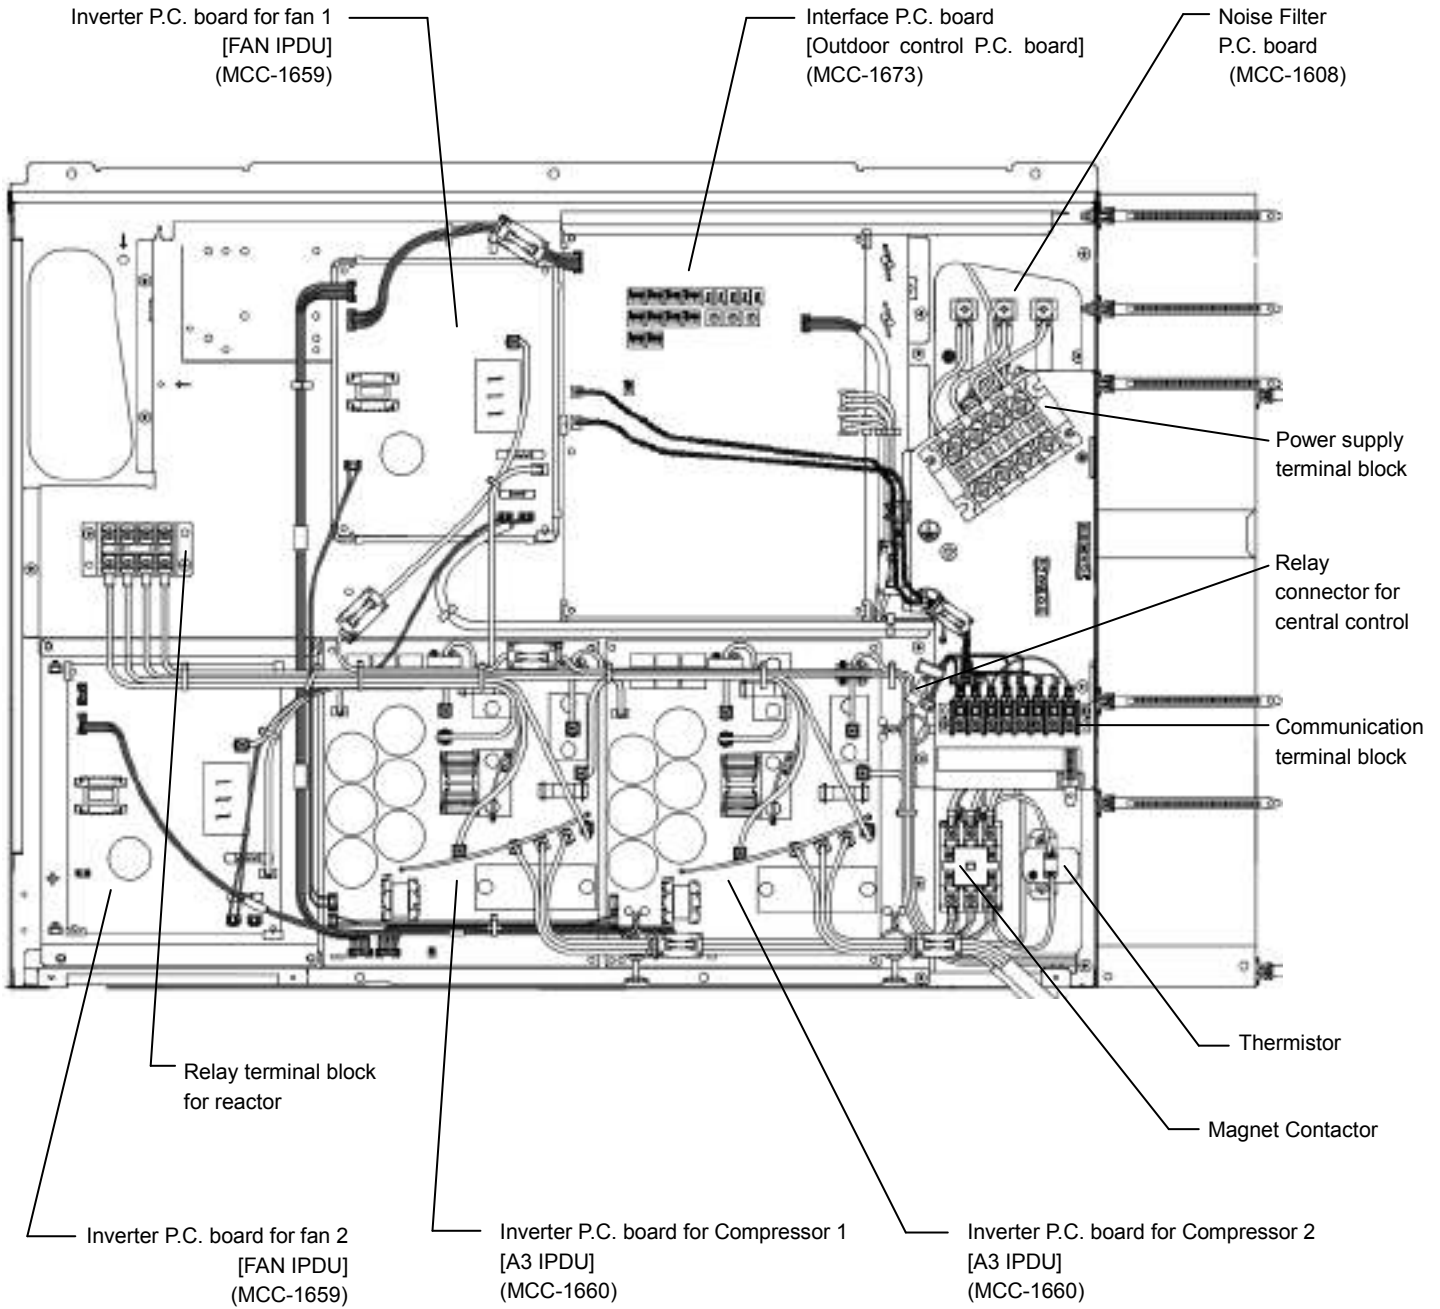 Inverter P.C. board for fan 1
[FAN IPDU]
(MCC-1659)
Interface P.C. board
[Outdoor control P.C. board]
(MCC-1673)
Noise Filter
P.C. board
(MCC-1608)
Power supply
terminal block
Relay
connector for
central control
Communication
terminal block
Thermistor
Magnet Contactor
Relay terminal block
for reactor
Inverter P.C. board for fan 2
[FAN IPDU]
(MCC-1659)
Inverter P.C. board for Compressor 1
[A3 IPDU]
(MCC-1660)
Inverter P.C. board for Compressor 2
[A3 IPDU]
(MCC-1660)